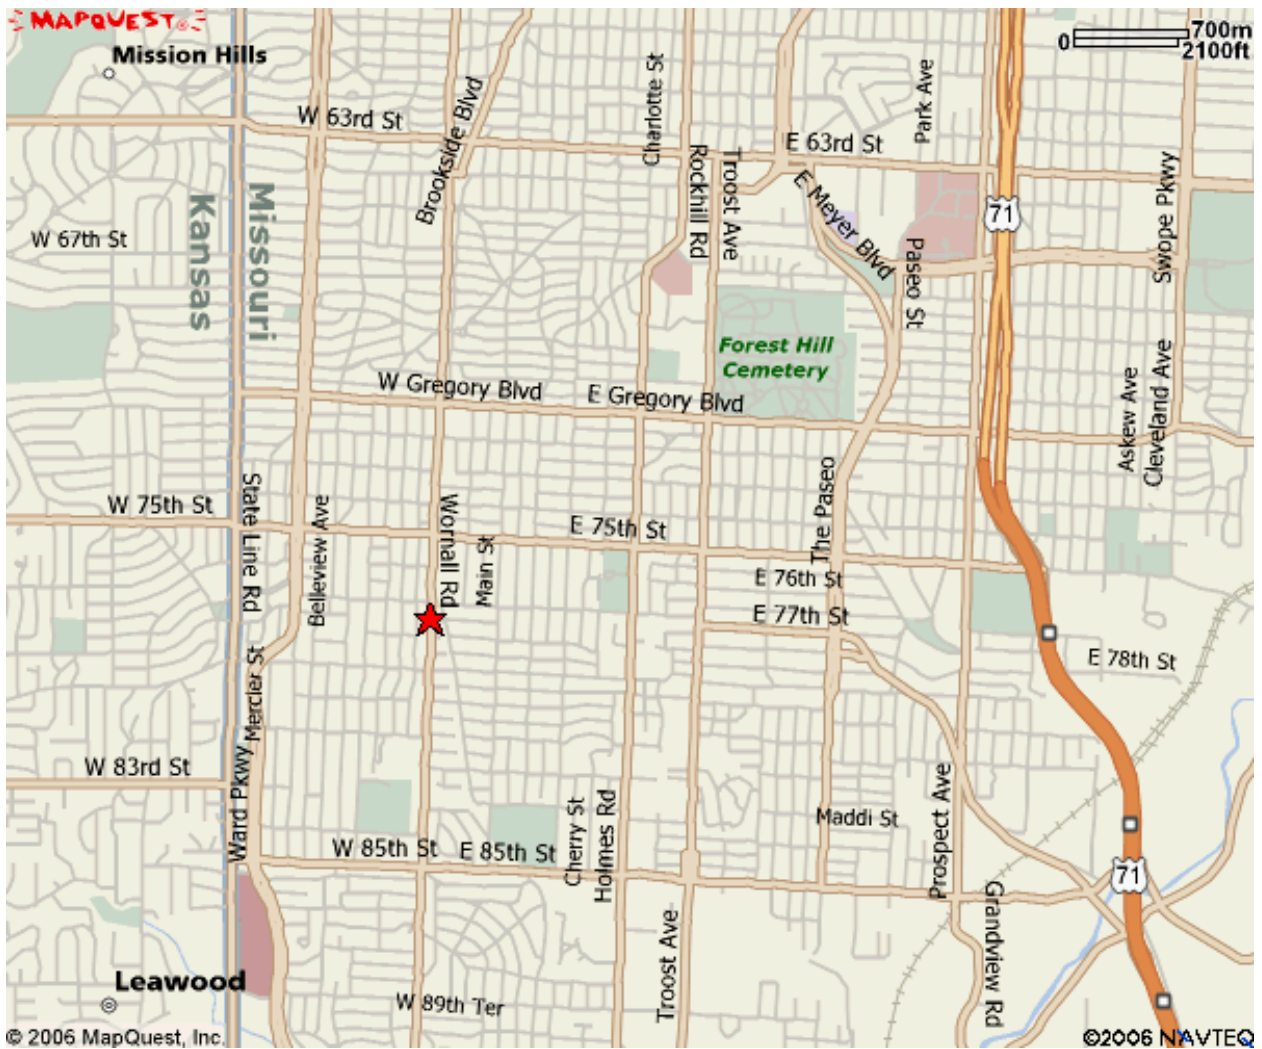 MAPQUEST
700m
0
2100ft
Mission Hills
Charlotte St
Park Ave
Brookside Blvd
W 63rd St
E 63rd St
Rockhill Rd
Troost Ave
E Meyer Blvd
Swope Pkwy
Kansas
Missouri
71
W 67th St
Paseo St
Forest Hill
Cemetery
W Gregory Blvd
E Gregory Blvd
Askew Ave
Cleveland Ave
W 75th St
State Line Rd
Belleview Ave
Wornall Rd
Main St
E 75th St
The Paseo
E 76th St
E 77th St
E 78th St
Mercier St
W 83rd St
Ward Pkwy
W 85th St
E 85th St
Cherry St
Holmes Rd
Maddi St
Prospect Ave
71
Grandview Rd
Troost Ave
Leawood
W 89th Ter
© 2006 MapQuest, Inc.
©2006 NAVTEQ